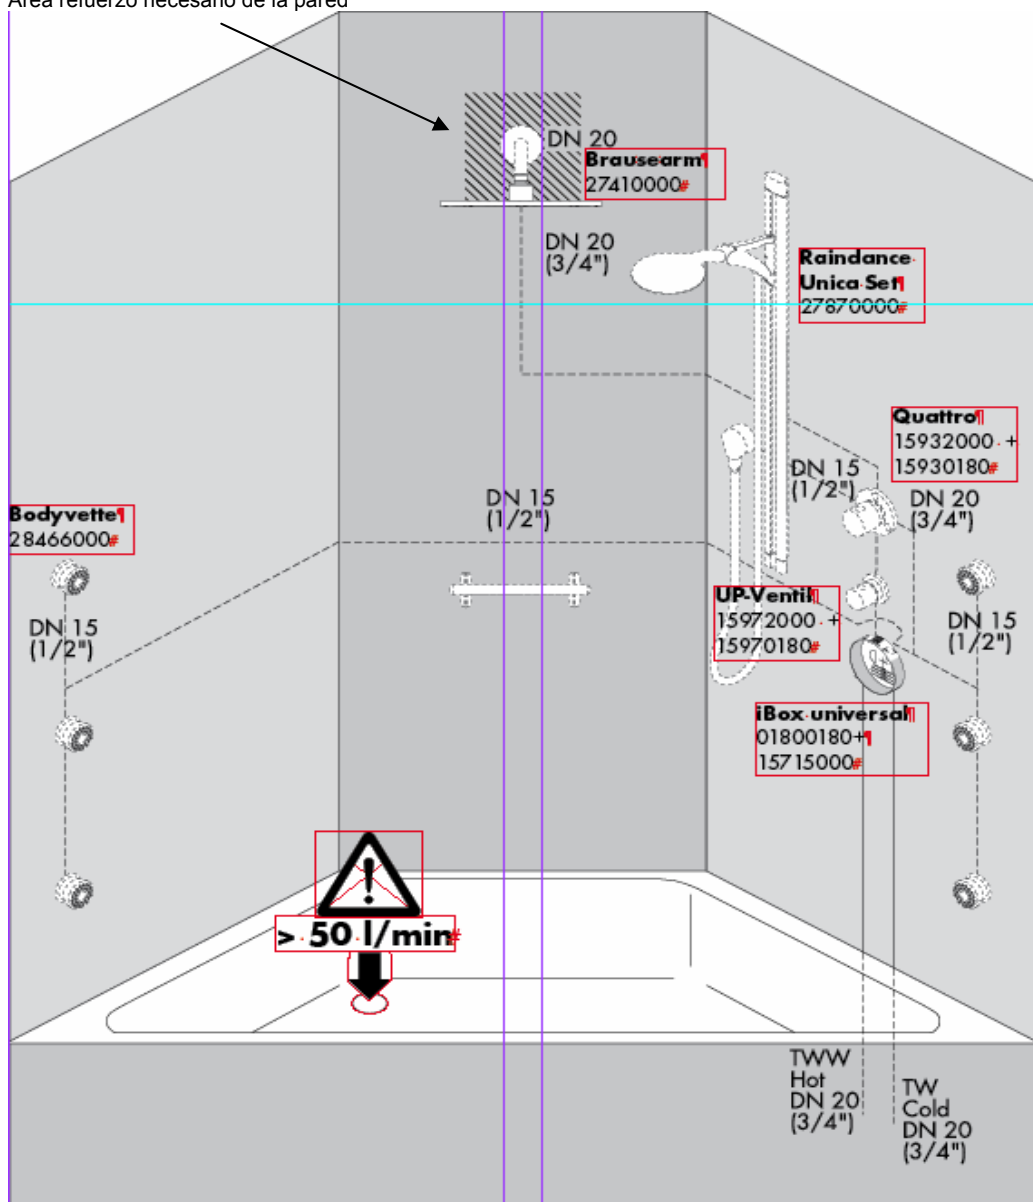 Área refuerzo necesario de la pared
DN 20
Brausearm¶
27410000#
DN 20
(3/4")
Raindance·
Unica·Set¶
27870000#
Quattro¶
15932000·+
15930180#
DN 15
(1/2")
DN 20
(3/4")
DN 15
(1/2")
Bodyvette¶
28466000#
DN 15
(1/2")
UP-Ventil¶
15972000·+
15970180#
DN 15
(1/2")
iBox·universal¶
01800180+¶
15715000#
>·50·l/min#
TWW
Hot
DN 20
(3/4")
TW
Cold
DN 20
(3/4")